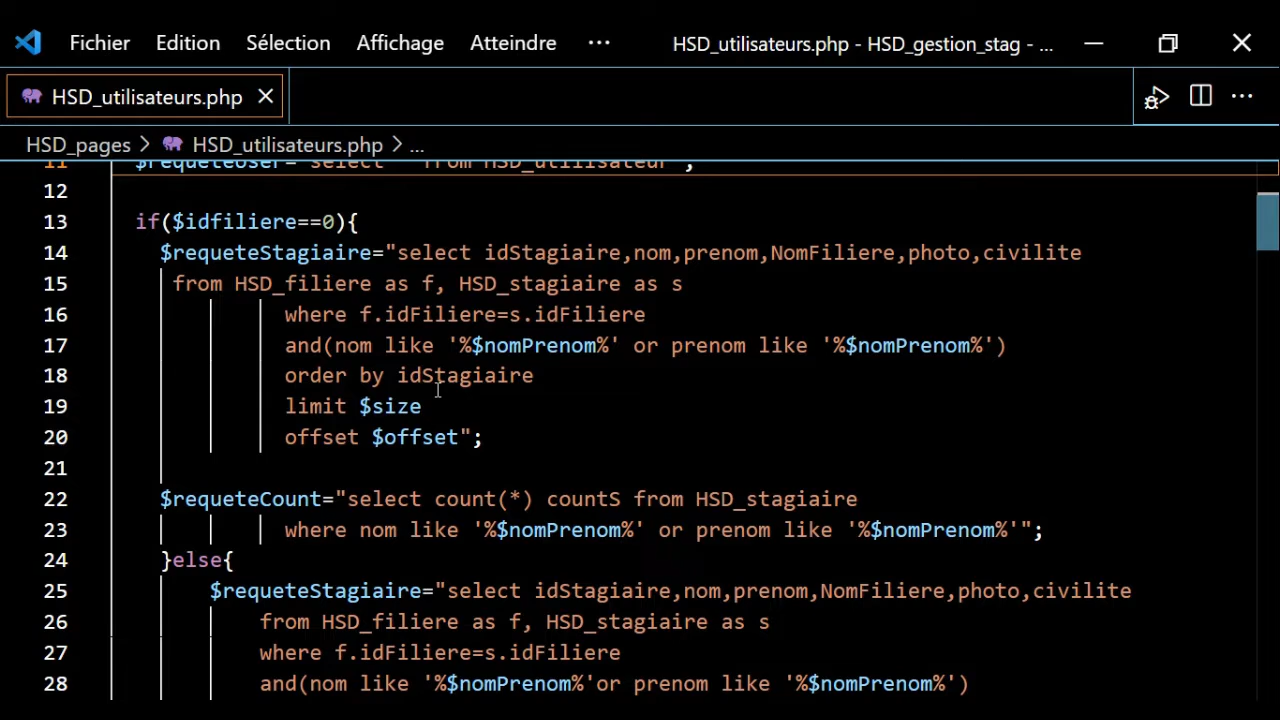 Fichier Edition Sélection Affichage Atteindre ··· HSD_utilisateurs.php - HSD_gestion_stag - ...
HSD_utilisateurs.php
HSD_pages > HSD_utilisateurs.php > ...
11 $requeteUser="select * from HSD_utilisateur";
12
13 if($idfiliere==0){
14 $requeteStagiaire="select idStagiaire,nom,prenom,NomFiliere,photo,civilite
15 from HSD_filiere as f, HSD_stagiaire as s
16 where f.idFiliere=s.idFiliere
17 and(nom like '%$nomPrenom%' or prenom like '%$nomPrenom%')
18 order by idStagiaire
19 limit $size
20 offset $offset";
21
22 $requeteCount="select count(*) countS from HSD_stagiaire
23 where nom like '%$nomPrenom%' or prenom like '%$nomPrenom%'";
24 }else{
25 $requeteStagiaire="select idStagiaire,nom,prenom,NomFiliere,photo,civilite
26 from HSD_filiere as f, HSD_stagiaire as s
27 where f.idFiliere=s.idFiliere
28 and(nom like '%$nomPrenom%'or prenom like '%$nomPrenom%')